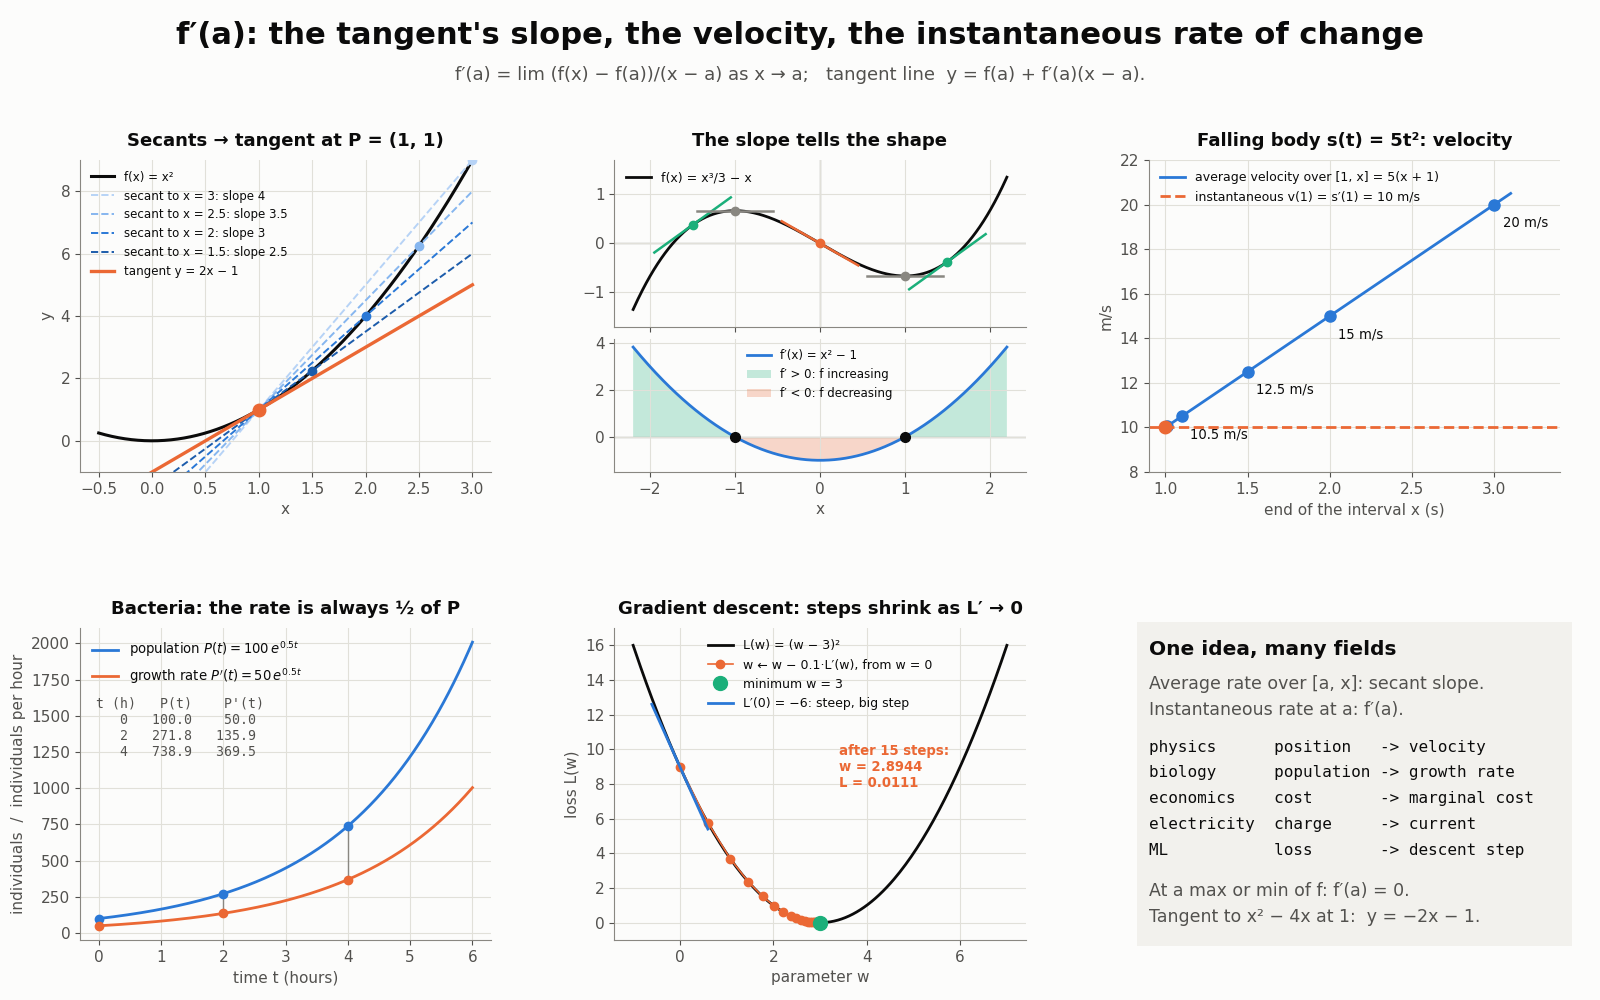 f′(a): the tangent's slope, the velocity, the instantaneous rate of change
f′(a) = lim (f(x) − f(a))/(x − a) as x → a;   tangent line  y = f(a) + f′(a)(x − a).
Secants → tangent at P = (1, 1)
f(x) = x²
secant to x = 3: slope 4
secant to x = 2.5: slope 3.5
secant to x = 2: slope 3
secant to x = 1.5: slope 2.5
tangent y = 2x − 1
8
6
4
2
0
y
−0.5 0.0 0.5 1.0 1.5 2.0 2.5 3.0
x
The slope tells the shape
f(x) = x³/3 − x
1
0
−1
f′(x) = x² − 1
f′ > 0: f increasing
f′ < 0: f decreasing
4
2
0
−2 −1 0 1 2
x
Falling body s(t) = 5t²: velocity
average velocity over [1, x] = 5(x + 1)
instantaneous v(1) = s′(1) = 10 m/s
22
20
18
16
14
12
10
8
m/s
20 m/s
15 m/s
12.5 m/s
10.5 m/s
1.0 1.5 2.0 2.5 3.0
end of the interval x (s)
Bacteria: the rate is always ½ of P
population P(t) = 100 e^0.5t
growth rate P′(t) = 50 e^0.5t
t (h)   P(t)    P'(t)
0   100.0     50.0
2   271.8   135.9
4   738.9   369.5
2000
1750
1500
1250
1000
750
500
250
0
individuals  /  individuals per hour
0 1 2 3 4 5 6
time t (hours)
Gradient descent: steps shrink as L′ → 0
L(w) = (w − 3)²
w ← w − 0.1·L′(w), from w = 0
minimum w = 3
L′(0) = −6: steep, big step
after 15 steps:
w = 2.8944
L = 0.0111
16
14
12
10
8
6
4
2
0
loss L(w)
0 2 4 6
parameter w
One idea, many fields
Average rate over [a, x]: secant slope.
Instantaneous rate at a: f′(a).
physics      position   -> velocity
biology      population -> growth rate
economics    cost       -> marginal cost
electricity  charge     -> current
ML           loss       -> descent step
At a max or min of f: f′(a) = 0.
Tangent to x² − 4x at 1:  y = −2x − 1.